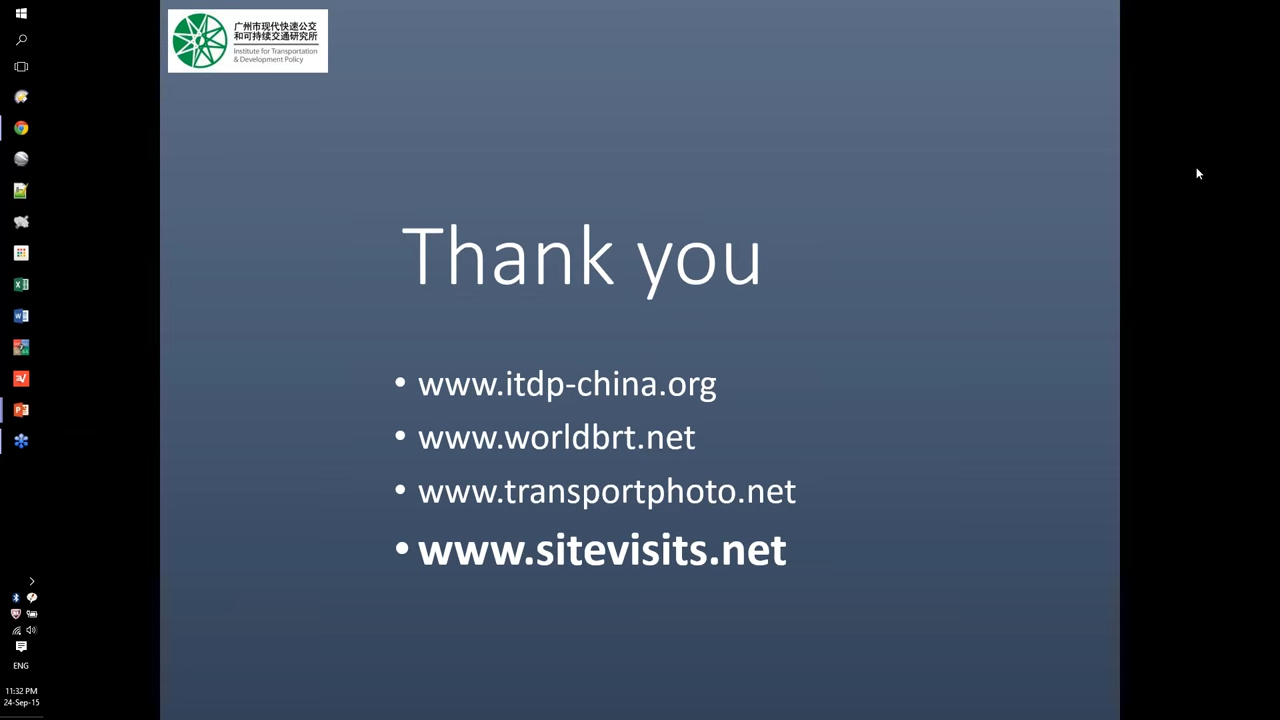 广州市现代快速公交
和可持续交通研究所
Institute for Transportation
& Development Policy
Thank you
• www.itdp-china.org
• www.worldbrt.net
• www.transportphoto.net
• www.sitevisits.net
ENG
11:32 PM
24-Sep-15